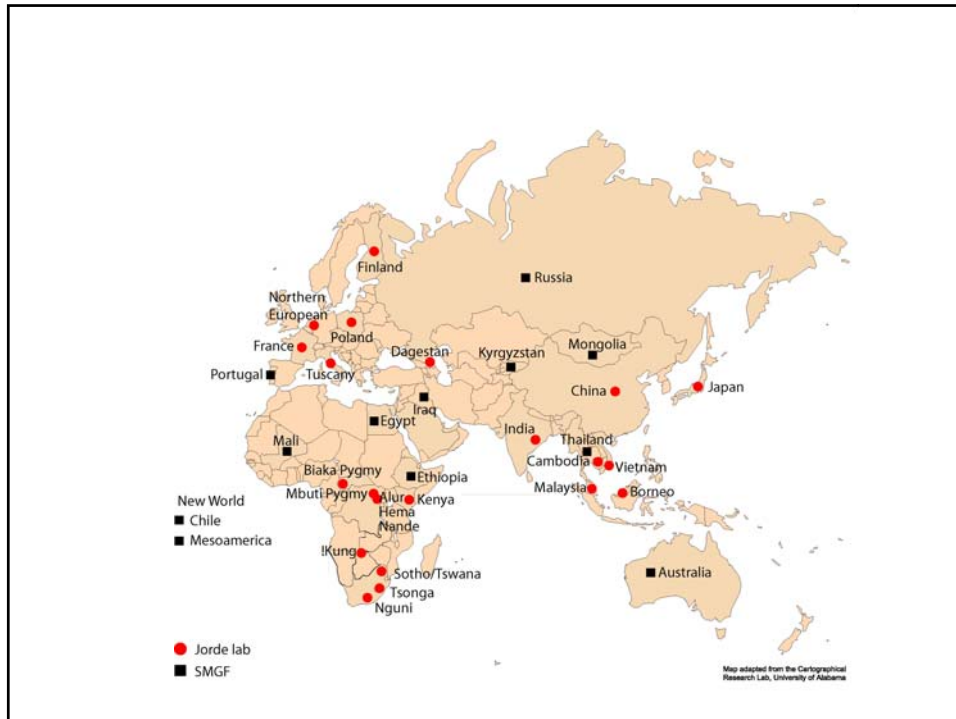 Finland
Russia
Northern
European
Poland
France
Dagestan
Kyrgyzstan
Mongolia
Portugal
Tuscany
China
Japan
Iraq
Egypt
India
Mali
Thailand
Biaka Pygmy
Ethiopia
Cambodia
Vietnam
Mbuti Pygmy
Alur
Kenya
Malaysia
Borneo
New World
Hema
Chile
Nande
Mesoamerica
!Kung
Sotho/Tswana
Australia
Tsonga
Nguni
Jorde lab
SMGF
Map adapted from the Cartographical
Research Lab, University of Alabama